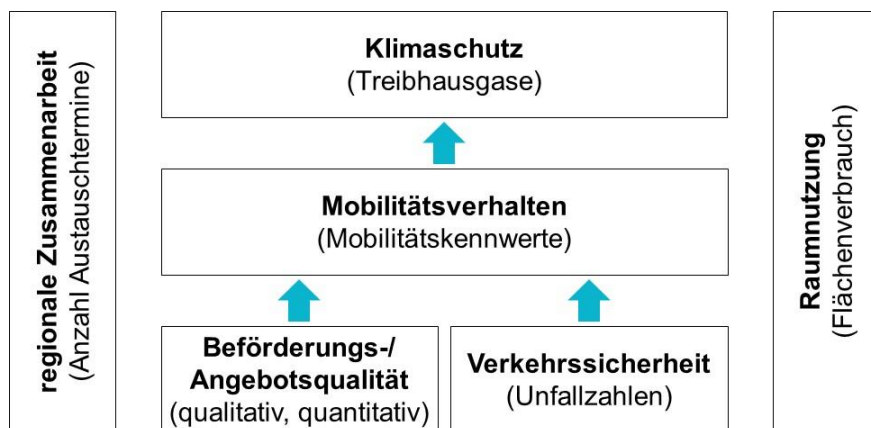 regionale Zusammenarbeit
(Anzahl Austauschtermine)
Klimaschutz
(Treibhausgase)
Mobilitätsverhalten
(Mobilitätskennwerte)
Beförderungs-/
Angebotsqualität
(qualitativ, quantitativ)
Verkehrssicherheit
(Unfallzahlen)
Raumnutzung
(Flächenverbrauch)